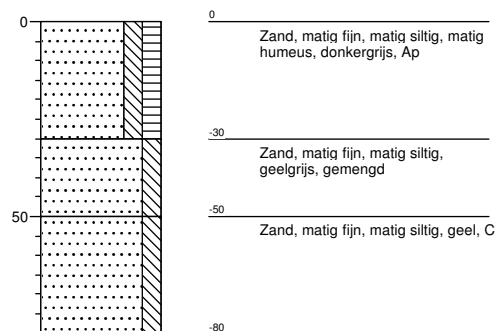 0
0
Zand, matig fijn, matig siltig, matig
humeus, donkergrijs, Ap
-30
Zand, matig fijn, matig siltig,
geelgrijs, gemengd
50
-50
Zand, matig fijn, matig siltig, geel, C
-80